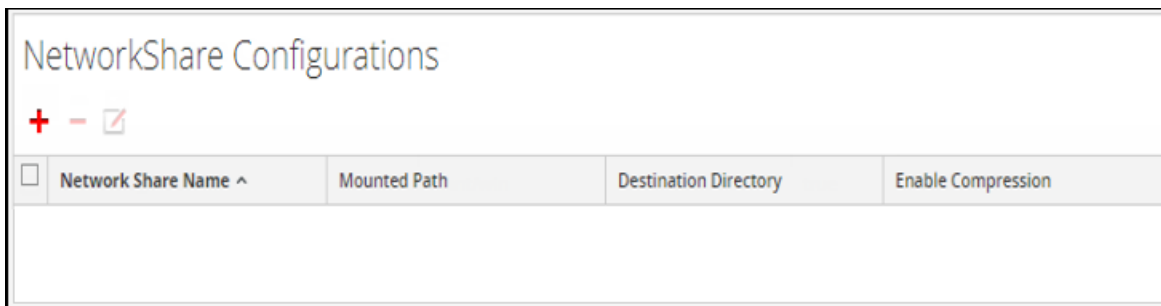 NetworkShare Configurations
Network Share Name
Mounted Path
Destination Directory
Enable Compression